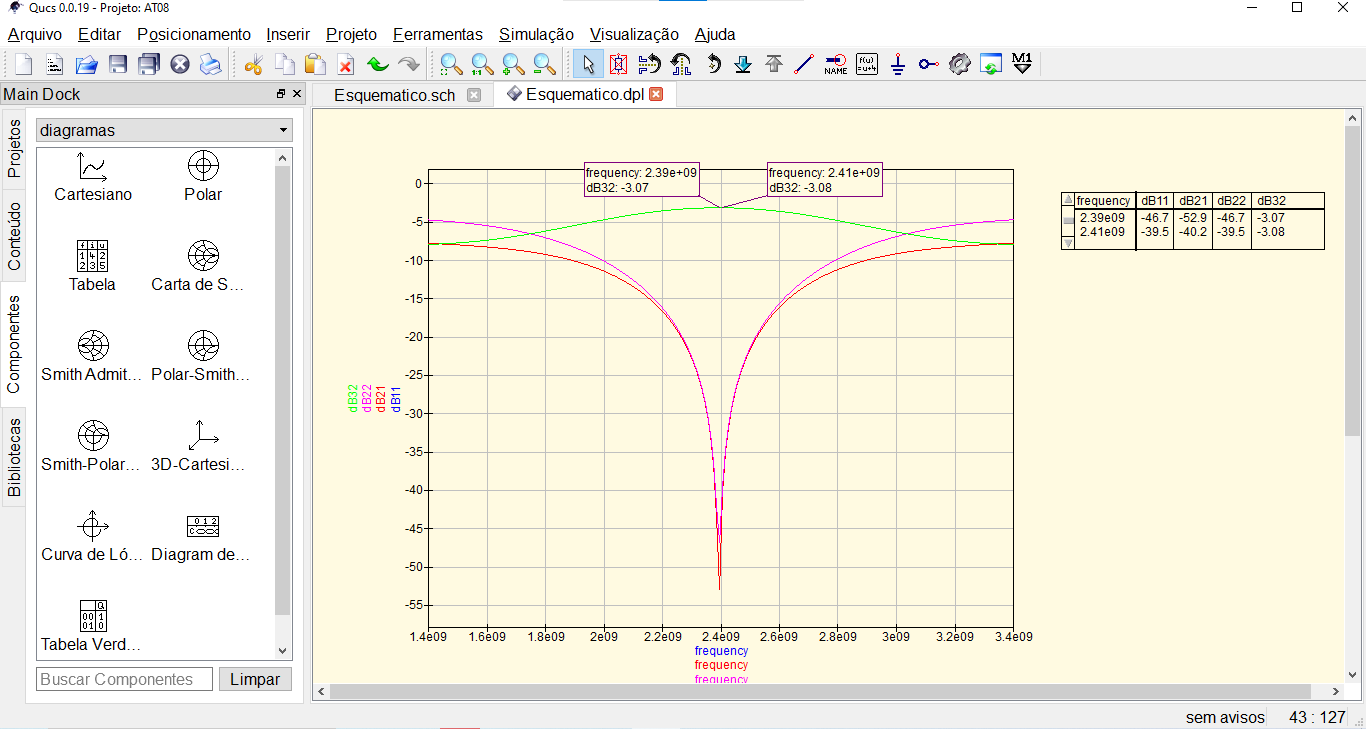 Qucs 0.0.19 - Projeto: AT08
Arquivo Editar Posicionamento Inserir Projeto Ferramentas Simulação Visualização Ajuda
1:1
NAME
f(u)
=u+4
M1
Main Dock
Esquematico.sch
Esquematico.dpl
Projetos
Conteúdo
Componentes
Bibliotecas
diagramas
Cartesiano
Polar
Tabela
Carta de S...
Smith Admit...
Polar-Smith...
Smith-Polar...
3D-Cartesi...
Curva de Ló...
Diagram de...
Tabela Verd...
Buscar Componentes
Limpar
frequency: 2.39e+09
dB32: -3.07
frequency: 2.41e+09
dB32: -3.08
0
-5
-10
-15
-20
-25
-30
-35
-40
-45
-50
-55
dB32
dB22
dB21
dB11
1.4e09 1.6e09 1.8e09 2e09 2.2e09 2.4e09 2.6e09 2.8e09 3e09 3.2e09 3.4e09
frequency
frequency
frequency
frequency dB11 dB21 dB22 dB32
2.39e09 -46.7 -52.9 -46.7 -3.07
2.41e09 -39.5 -40.2 -39.5 -3.08
sem avisos 43 : 127